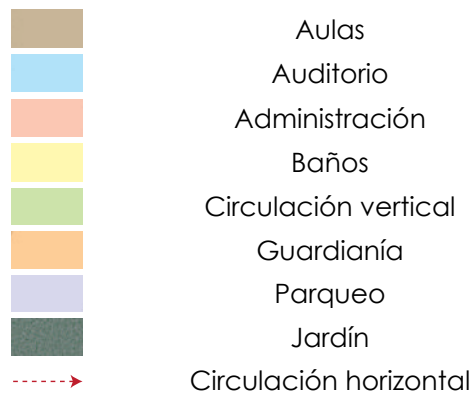 Aulas
Auditorio
Administración
Baños
Circulación vertical
Guardianía
Parqueo
Jardín
Circulación horizontal